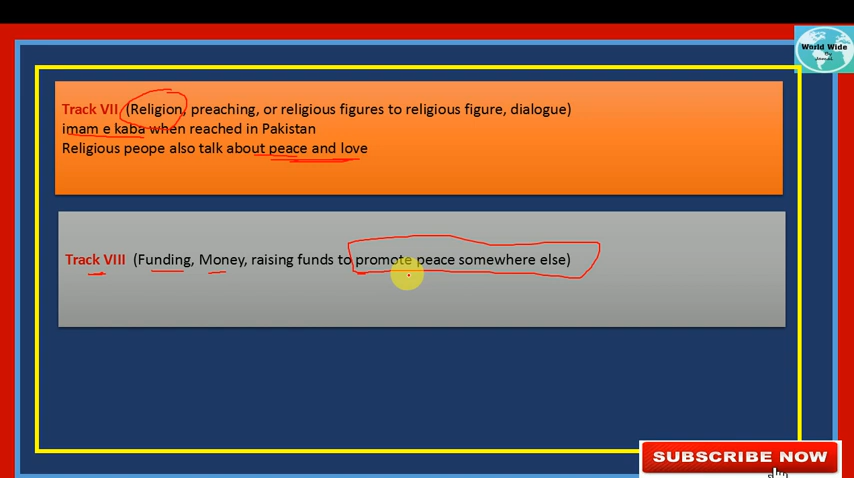 World Wide
By
Jamal
Track VII (Religion, preaching, or religious figures to religious figure, dialogue)
imam e kaba when reached in Pakistan
Religious peope also talk about peace and love
Track VIII (Funding, Money, raising funds to promote peace somewhere else)
SUBSCRIBE NOW